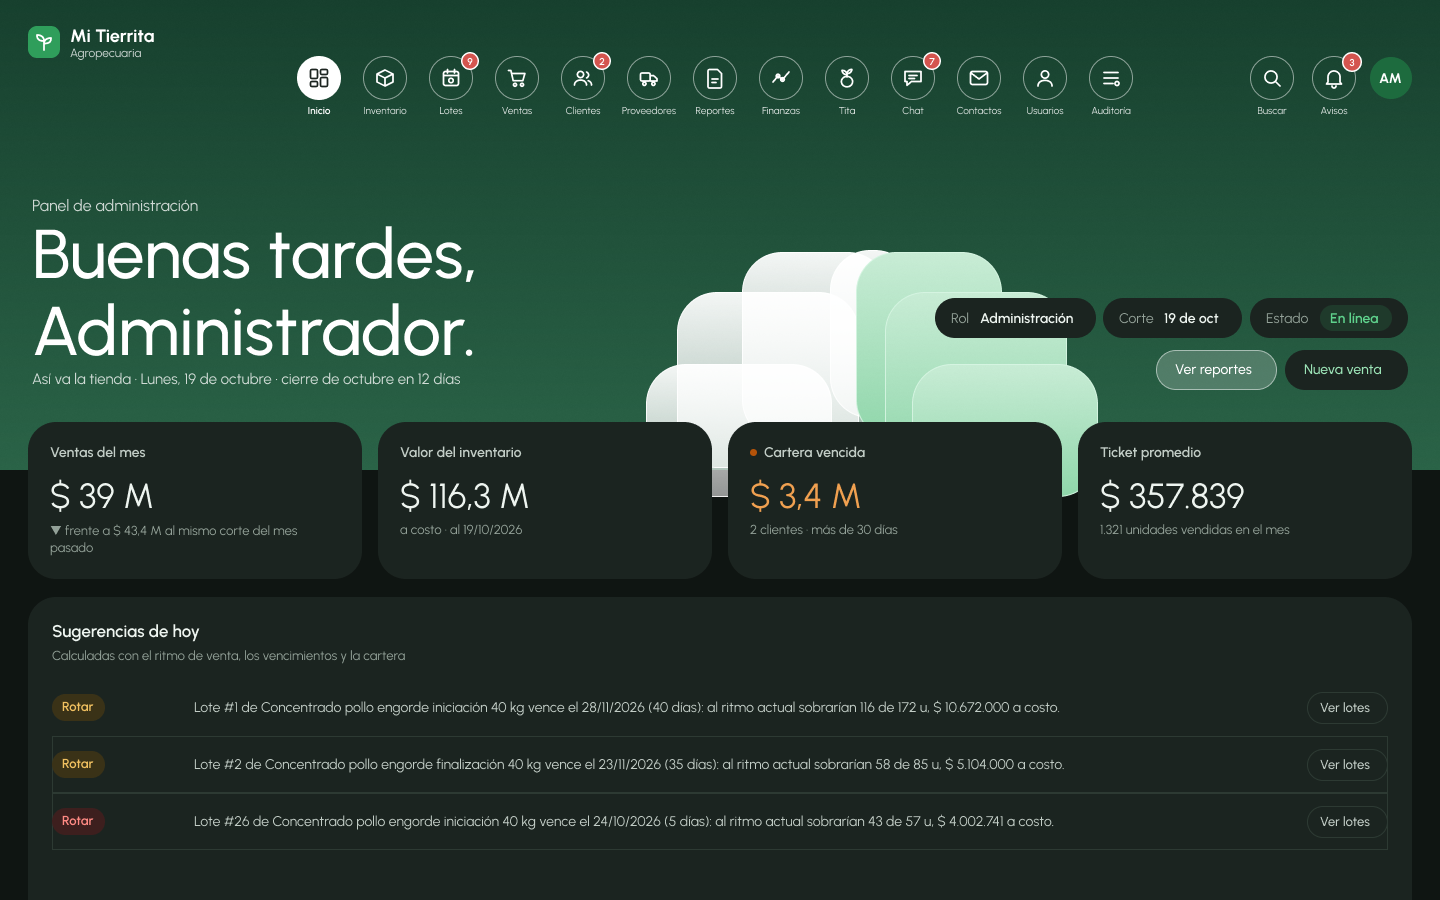 Mi Tierrita
Agropecuaria
9
2
7
3
AM
Inicio
Inventario
Lotes
Ventas
Clientes
Proveedores
Reportes
Finanzas
Tita
Chat
Contactos
Usuarios
Auditoría
Buscar
Avisos
Panel de administración
Buenas tardes,
Administrador.
Así va la tienda · Lunes, 19 de octubre · cierre de octubre en 12 días
Rol Administración
Corte 19 de oct
Estado En línea
Ver reportes
Nueva venta
Ventas del mes
$ 39 M
▼ frente a $ 43,4 M al mismo corte del mes
pasado
Valor del inventario
$ 116,3 M
a costo · al 19/10/2026
Cartera vencida
$ 3,4 M
2 clientes · más de 30 días
Ticket promedio
$ 357.839
1.321 unidades vendidas en el mes
Sugerencias de hoy
Calculadas con el ritmo de venta, los vencimientos y la cartera
Rotar Lote #1 de Concentrado pollo engorde iniciación 40 kg vence el 28/11/2026 (40 días): al ritmo actual sobrarían 116 de 172 u, $ 10.672.000 a costo. Ver lotes
Rotar Lote #2 de Concentrado pollo engorde finalización 40 kg vence el 23/11/2026 (35 días): al ritmo actual sobrarían 58 de 85 u, $ 5.104.000 a costo. Ver lotes
Rotar Lote #26 de Concentrado pollo engorde iniciación 40 kg vence el 24/10/2026 (5 días): al ritmo actual sobrarían 43 de 57 u, $ 4.002.741 a costo. Ver lotes